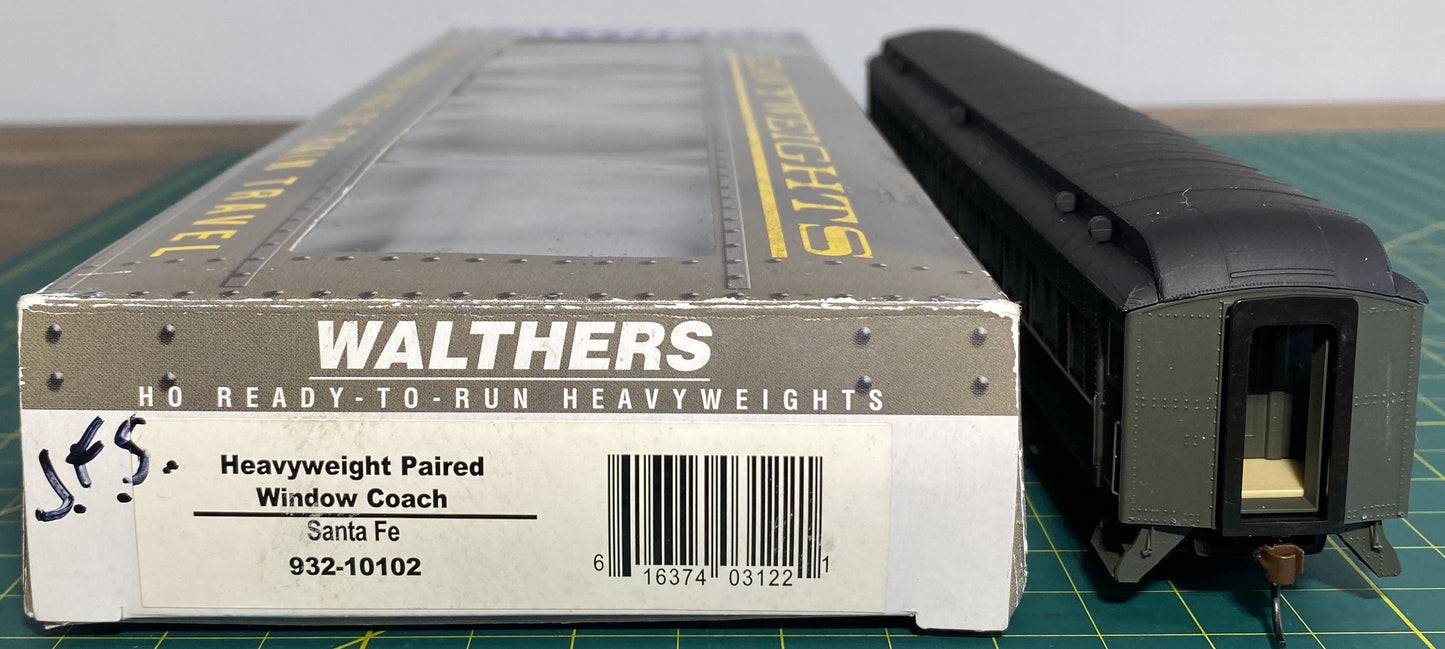 TRAIN TRAVEL
HEAVYWEIGHTS
WALTHERS
HO READY-TO-RUN HEAVYWEIGHTS
J.f.S.
Heavyweight Paired
Window Coach
Santa Fe
932-10102
6 16374 03122 1